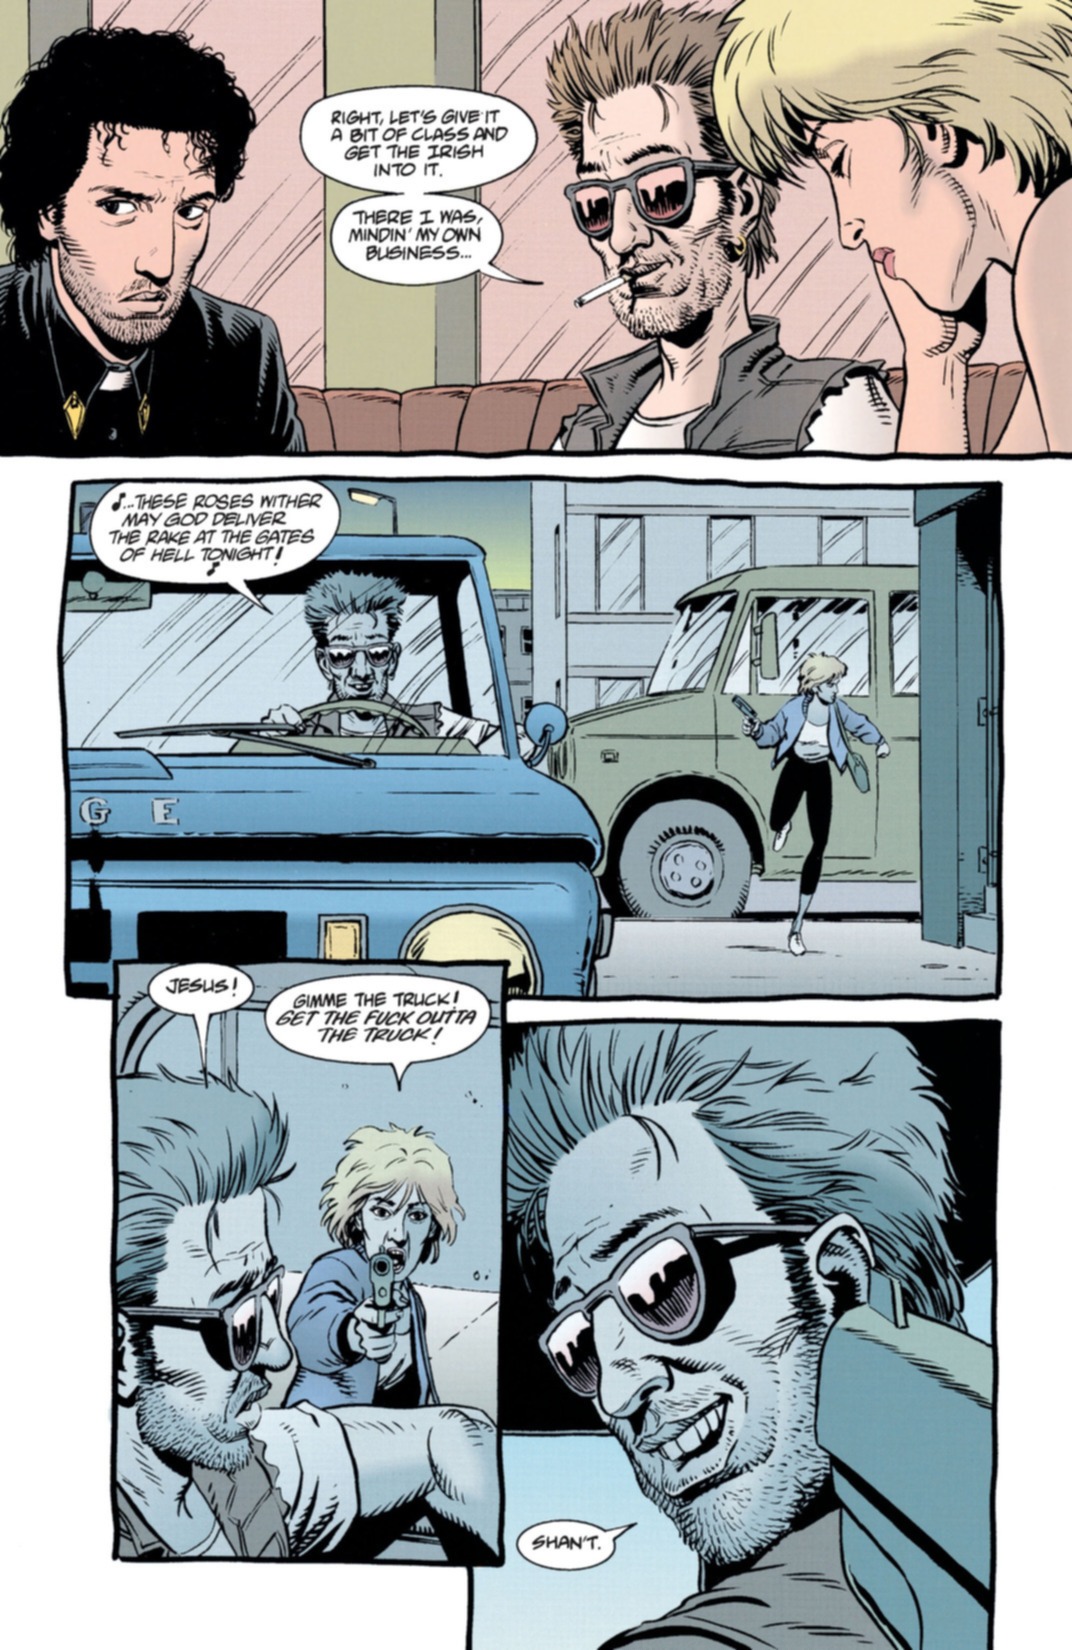 RIGHT, LET'S GIVE IT
A BIT OF CLASS AND
GET THE IRISH
INTO IT.
THERE I WAS,
MINDIN' MY OWN
BUSINESS...
♪...THESE ROSES WITHER
MAY GOD DELIVER
THE RAKE AT THE GATES
OF HELL TONIGHT!
♪
G E
JESUS!
GIMME THE TRUCK!
GET THE FUCK OUTTA
THE TRUCK!
SHAN'T.